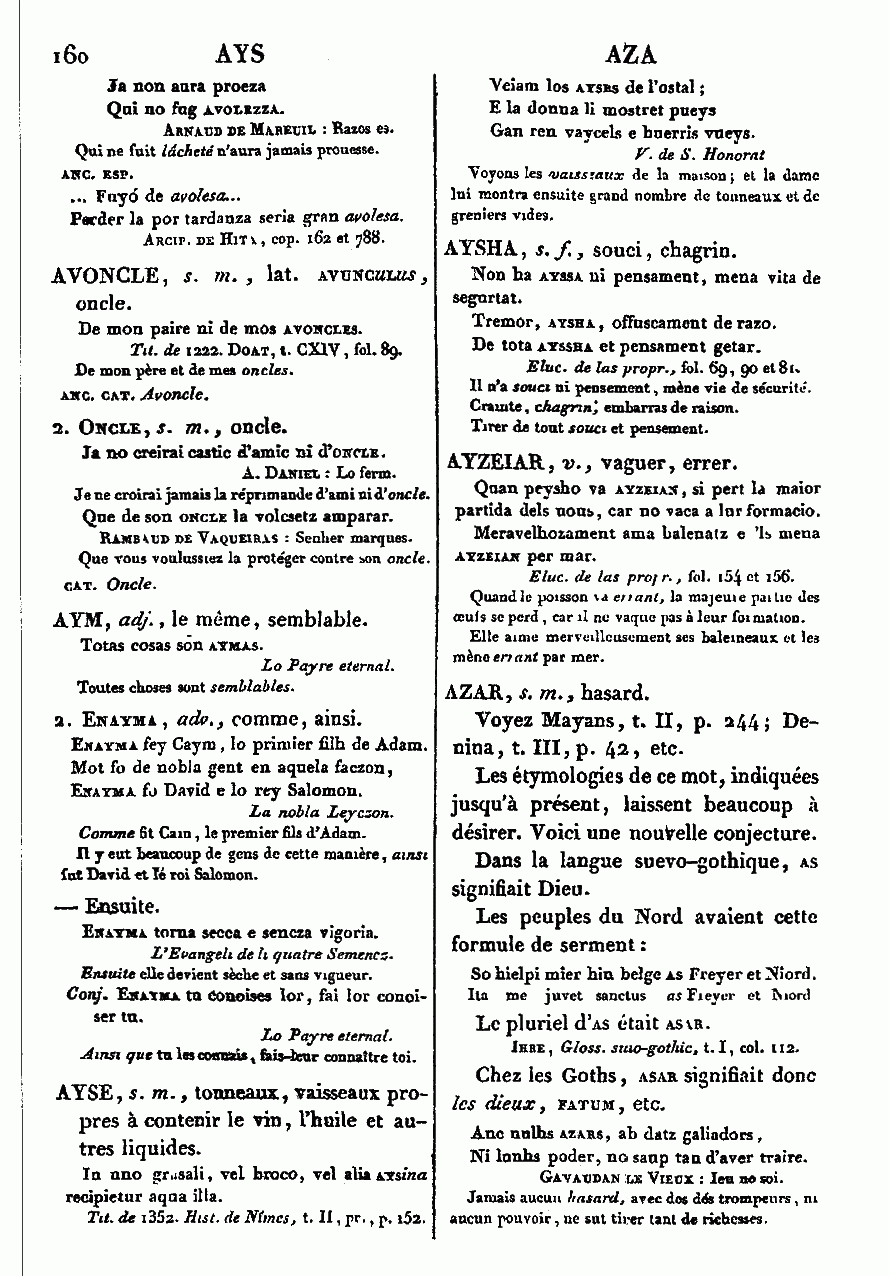 160 AYS AZA
Ja non aura proeza
Qui no fug AVOLEZZA.
ARNAUD DE MAREUIL : Razos es.
Qui ne fuit lâcheté n'aura jamais prouesse.
ANC. ESP.
... Fuyó de avolesa...
Perder la por tardanza seria gran avolesa.
ARCIP. DE HITA, cop. 162 et 788.
AVONCLE, s. m., lat. AVUNCULUS,
oncle.
De mon paire ni de mos AVONCLES.
Tit. de 1222. DOAT, t. CXIV, fol. 89.
De mon père et de mes oncles.
ANC. CAT. Avoncle.
2. ONCLE, s. m., oncle.
Ja no creirai castic d'amic ni d'ONCLE.
A. DANIEL : Lo ferm.
Je ne croirai jamais la réprimande d'ami ni d'oncle.
Que de son ONCLE la volcsetz amparar.
RAMBAUD DE VAQUEIRAS : Senher marques.
Que vous voulussiez la protéger contre son oncle.
CAT. Oncle.
AYM, adj., le même, semblable.
Totas cosas son AYMAS.
Lo Payre eternal.
Toutes choses sont semblables.
2. ENAYMA, adv., comme, ainsi.
ENAYMA fey Caym, lo primier filh de Adam.
Mot fo de nobla gent en aquela faczon,
ENAYMA fo David e lo rey Salomon.
La nobla Leyczon.
Comme fit Caïn, le premier fils d'Adam.
Il y eut beaucoup de gens de cette manière, ainsi
fut David et le roi Salomon.
— Ensuite.
ENAYMA torna secca e sencza vigoria.
L'Evangeli de li quatre Semencz.
Ensuite elle devient sèche et sans vigueur.
Conj. ENAYMA tu conoises lor, fai lor conoi-
ser tu.
Lo Payre eternal.
Ainsi que tu les connais, fais-leur connaître toi.
AYSE, s. m., tonneaux, vaisseaux pro-
pres à contenir le vin, l'huile et au-
tres liquides.
In uno grasali, vel broco, vel alia AYSina
recipietur aqua illa.
Tit. de 1352. Hist. de Nîmes, t. II, pr., p. 152.
Veiam los AYSES de l'ostal;
E la donna li mostret pueys
Gan ren vaycels e buerris vueys.
V. de S. Honorat
Voyons les vaisseaux de la maison; et la dame
lui montra ensuite grand nombre de tonneaux et de
greniers vides.
AYSHA, s. f., souci, chagrin.
Non ha AYSSA ni pensament, mena vita de
segurtat.
Tremor, AYSHA, offuscament de razo.
De tota AYSSHA et pensament getar.
Eluc. de las propr., fol. 69, 90 et 81.
Il n'a souci ni pensement, mène vie de sécurité.
Crainte, chagrin, embarras de raison.
Tirer de tout souci et pensement.
AYZEIAR, v., vaguer, errer.
Quan peysho va AYZEIAN, si pert la maior
partida dels uous, car no vaca a lur formacio.
Meravelhozament ama balenatz e 'ls mena
AYZEIAN per mar.
Eluc. de las propr., fol. 154 et 156.
Quand le poisson va errant, la majeure partie des
œufs se perd, car il ne vaque pas à leur formation.
Elle aime merveilleusement ses baleineaux et les
mène errant par mer.
AZAR, s. m., hasard.
Voyez Mayans, t. II, p. 244; De-
nina, t. III, p. 42, etc.
Les étymologies de ce mot, indiquées
jusqu'à présent, laissent beaucoup à
désirer. Voici une nouvelle conjecture.
Dans la langue suevo-gothique, AS
signifiait Dieu.
Les peuples du Nord avaient cette
formule de serment :
So hielpi mier hin belge AS Freyer et Niord.
Ita me juvet sanctus as Freyer et Niord
Le pluriel d'AS était ASAR.
IHRE, Gloss. suio-gothic, t. I, col. 112.
Chez les Goths, ASAR signifiait donc
les dieux, FATUM, etc.
Anc nulhs AZARS, ab datz galiadors,
Ni lunhs poder, no saup tan d'aver traire.
GAVAUDAN LE VIEUX : Ieu no soi.
Jamais aucun hasard, avec des dés trompeurs, ni
aucun pouvoir, ne sut tirer tant de richesses.